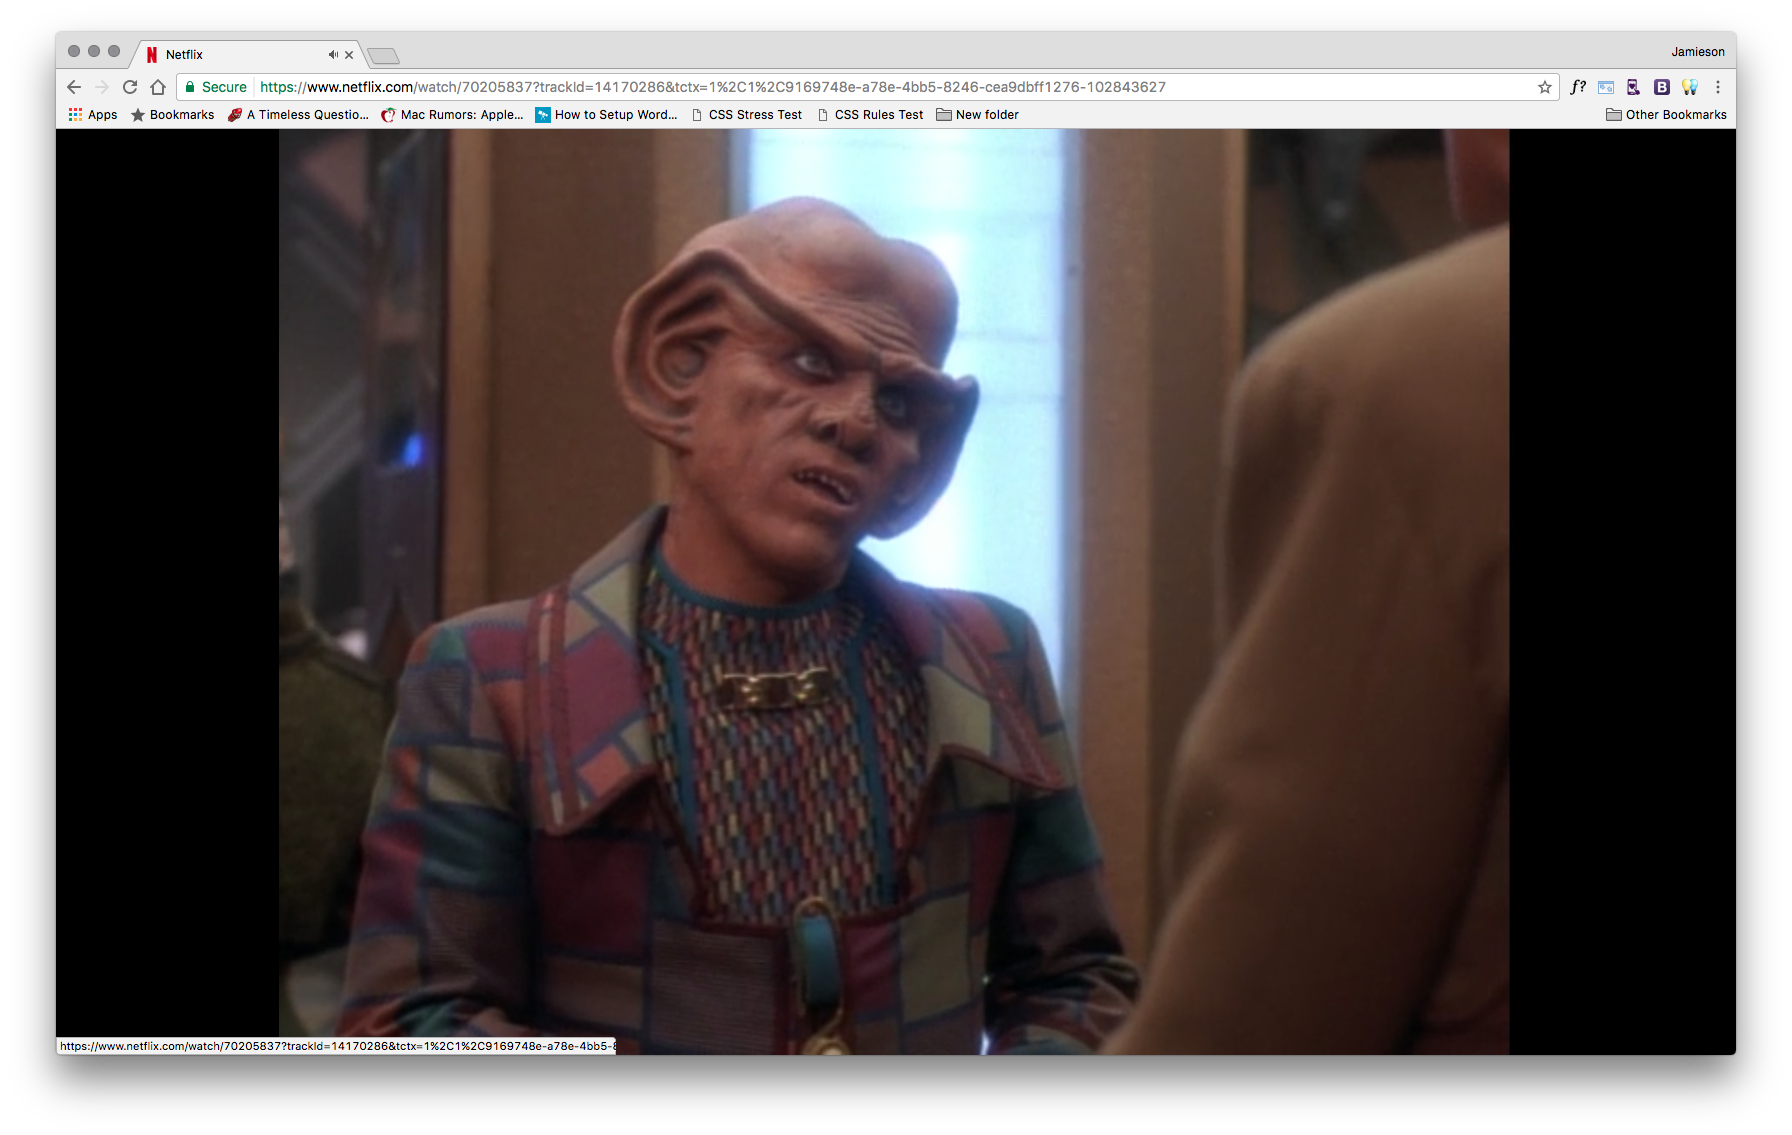 Netflix
Jamieson
Secure https://www.netflix.com/watch/70205837?trackId=14170286&tctx=1%2C1%2C9169748e-a78e-4bb5-8246-cea9dbff1276-102843627
f?
B
Apps Bookmarks A Timeless Questio... Mac Rumors: Apple... How to Setup Word... CSS Stress Test CSS Rules Test New folder Other Bookmarks
https://www.netflix.com/watch/70205837?trackId=14170286&tctx=1%2C1%2C9169748e-a78e-4bb5-8